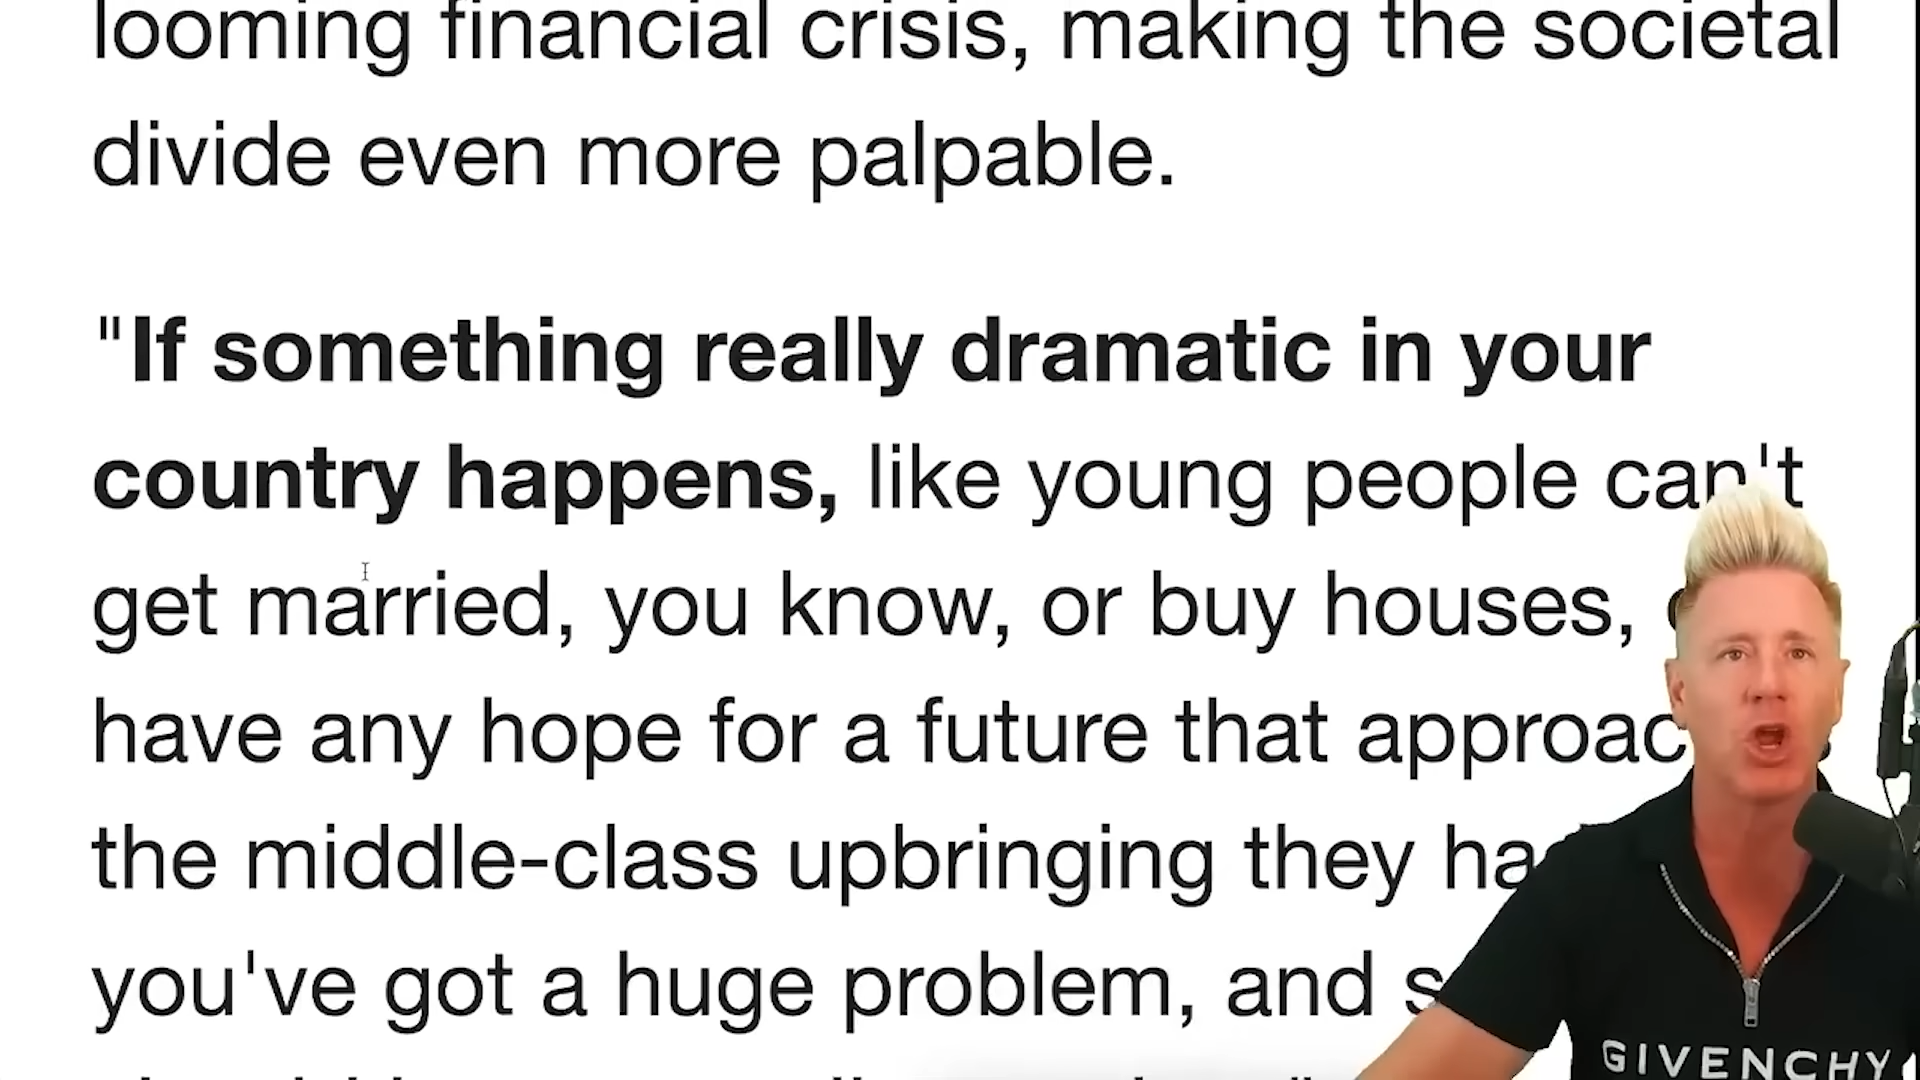 looming financial crisis, making the societal
divide even more palpable.
"If something really dramatic in your
country happens, like young people can't
get married, you know, or buy houses,
have any hope for a future that
the middle-class upbringing they
you've got a huge problem, and
GIVENCHY